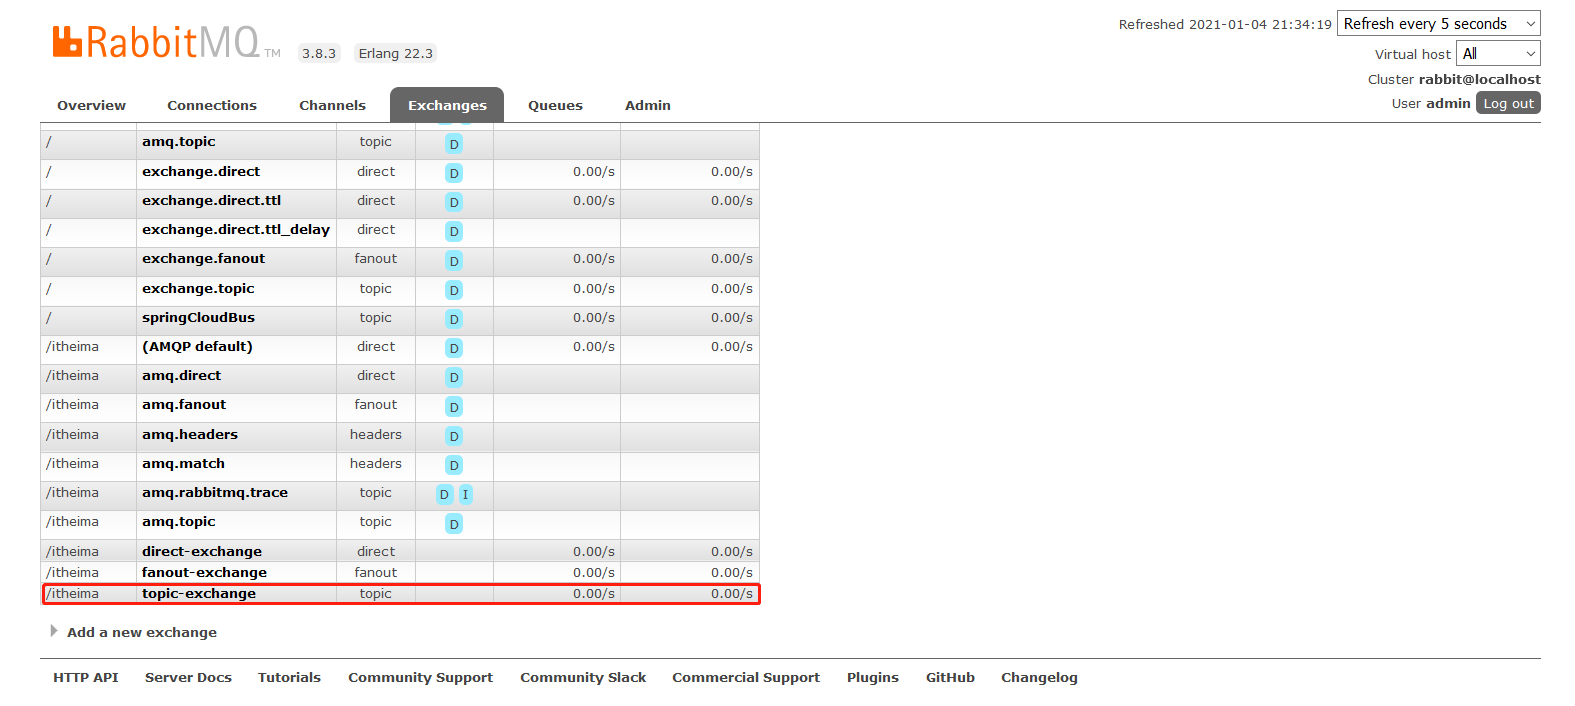 Refreshed 2021-01-04 21:34:19 Refresh every 5 seconds
RabbitMQ TM 3.8.3 Erlang 22.3
Virtual host All
Cluster rabbit@localhost
User admin Log out
Overview Connections Channels Exchanges Queues Admin
/ amq.topic topic D
/ exchange.direct direct D 0.00/s 0.00/s
/ exchange.direct.ttl direct D 0.00/s 0.00/s
/ exchange.direct.ttl_delay direct D
/ exchange.fanout fanout D 0.00/s 0.00/s
/ exchange.topic topic D 0.00/s 0.00/s
/ springCloudBus topic D 0.00/s 0.00/s
/itheima (AMQP default) direct D 0.00/s 0.00/s
/itheima amq.direct direct D
/itheima amq.fanout fanout D
/itheima amq.headers headers D
/itheima amq.match headers D
/itheima amq.rabbitmq.trace topic D I
/itheima amq.topic topic D
/itheima direct-exchange direct 0.00/s 0.00/s
/itheima fanout-exchange fanout 0.00/s 0.00/s
/itheima topic-exchange topic 0.00/s 0.00/s
Add a new exchange
HTTP API Server Docs Tutorials Community Support Community Slack Commercial Support Plugins GitHub Changelog